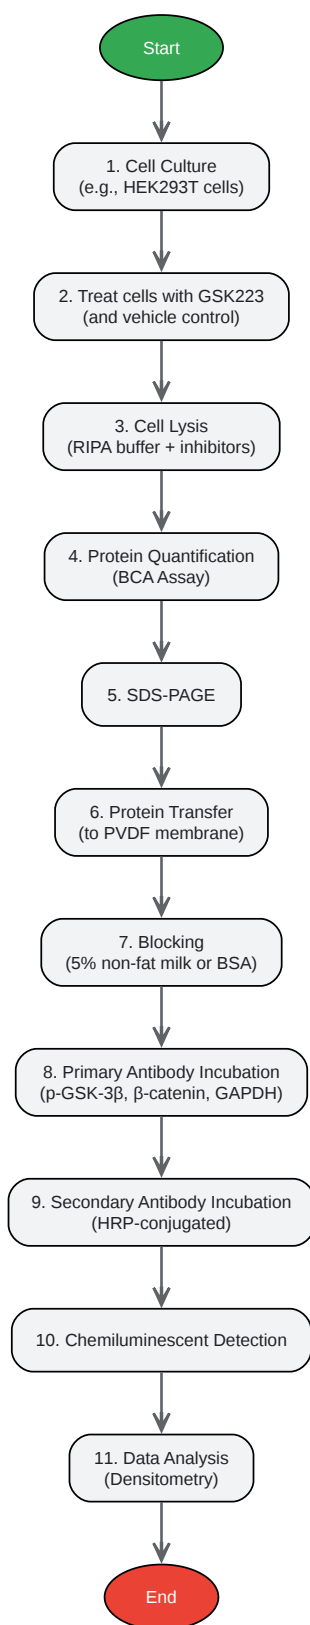 Start
1. Cell Culture
(e.g., HEK293T cells)
2. Treat cells with GSK223
(and vehicle control)
3. Cell Lysis
(RIPA buffer + inhibitors)
4. Protein Quantification
(BCA Assay)
5. SDS-PAGE
6. Protein Transfer
(to PVDF membrane)
7. Blocking
(5% non-fat milk or BSA)
8. Primary Antibody Incubation
(p-GSK-3β, β-catenin, GAPDH)
9. Secondary Antibody Incubation
(HRP-conjugated)
10. Chemiluminescent Detection
11. Data Analysis
(Densitometry)
End